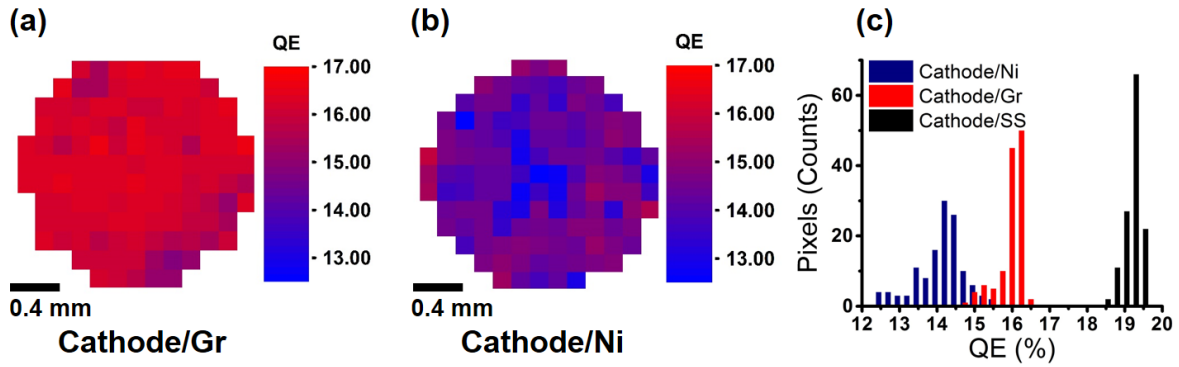 (a)
QE
17.00
16.00
15.00
14.00
13.00
0.4 mm
Cathode/Gr
(b)
QE
17.00
16.00
15.00
14.00
13.00
0.4 mm
Cathode/Ni
(c)
Cathode/Ni
Cathode/Gr
Cathode/SS
Pixels (Counts)
60
40
20
0
12 13 14 15 16 17 18 19 20
QE (%)